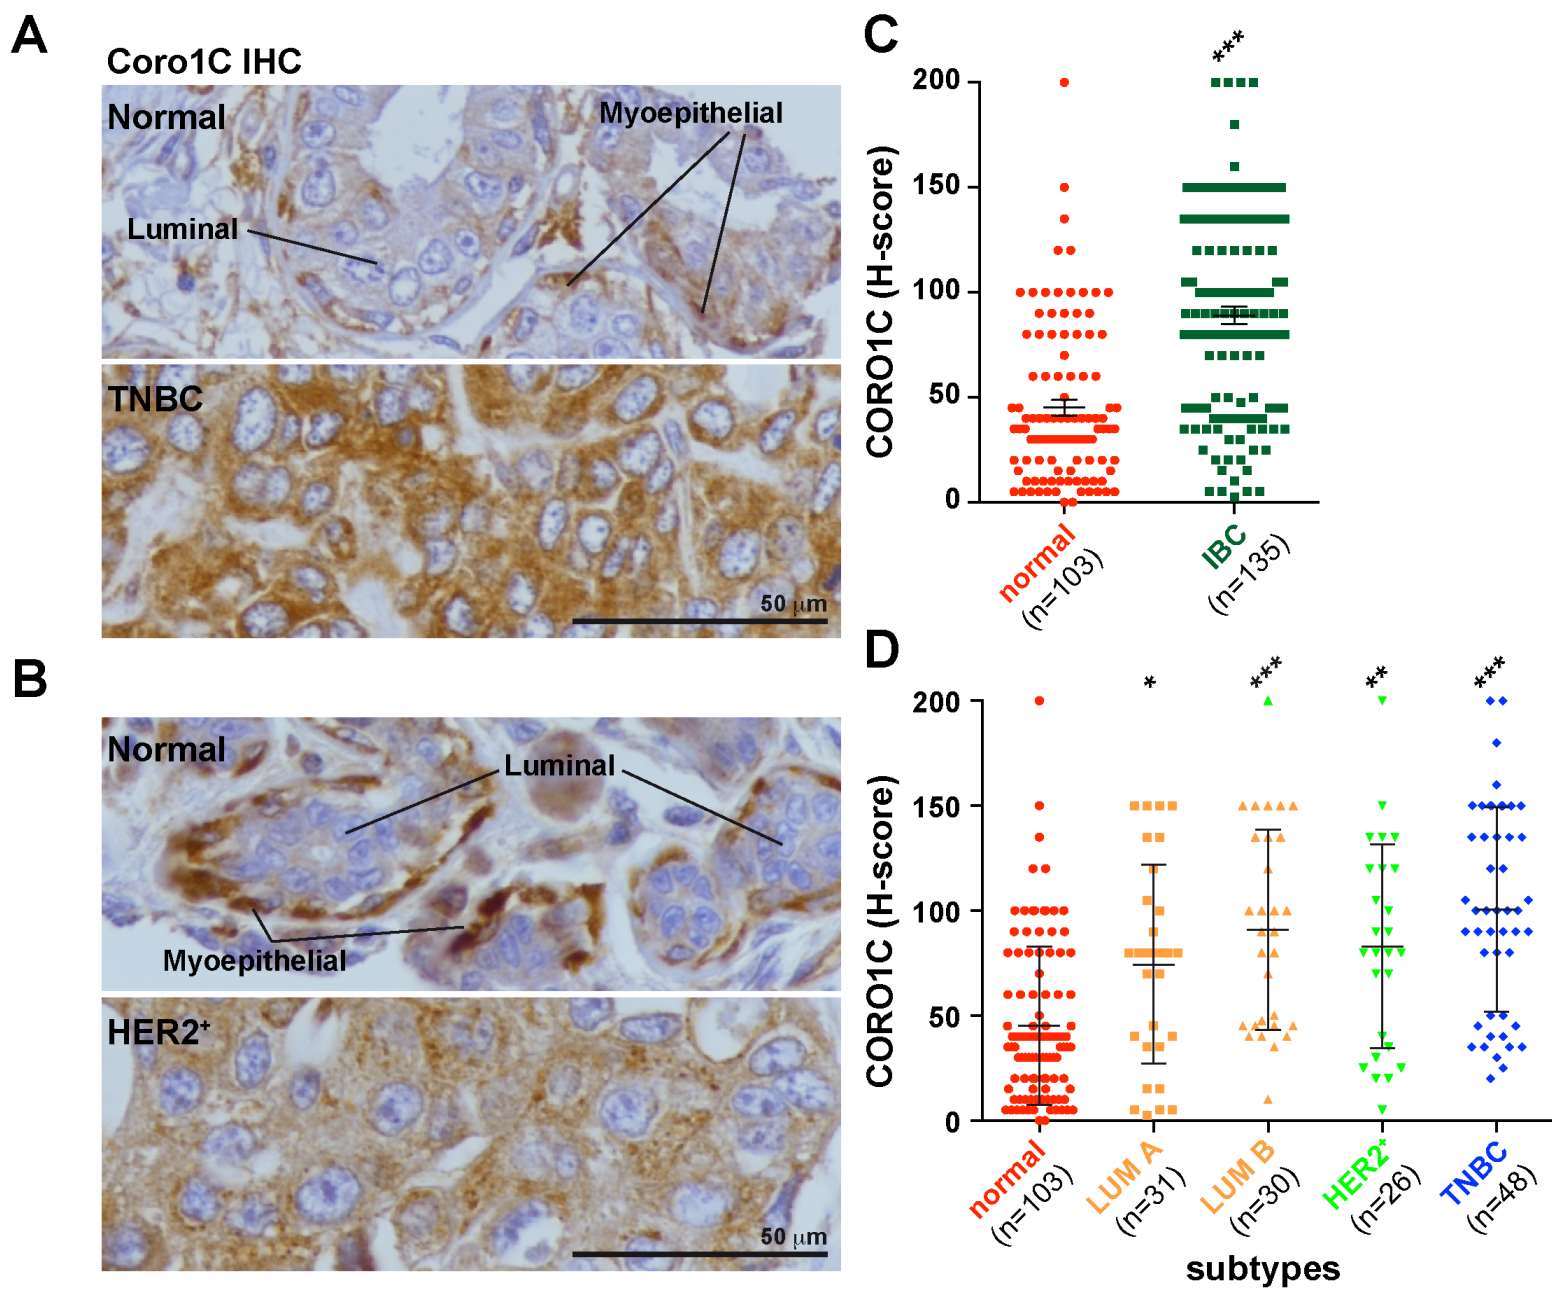 A
Coro1C IHC
Normal
Myoepithelial
Luminal
TNBC
50 μm
B
Normal
Luminal
Myoepithelial
HER2⁺
50 μm
C
***
CORO1C (H-score)
200
150
100
50
0
normal
(n=103)
IBC
(n=135)
D
*
***
**
***
CORO1C (H-score)
200
150
100
50
0
normal
(n=103)
LUM A
(n=31)
LUM B
(n=30)
HER2⁺
(n=26)
TNBC
(n=48)
subtypes